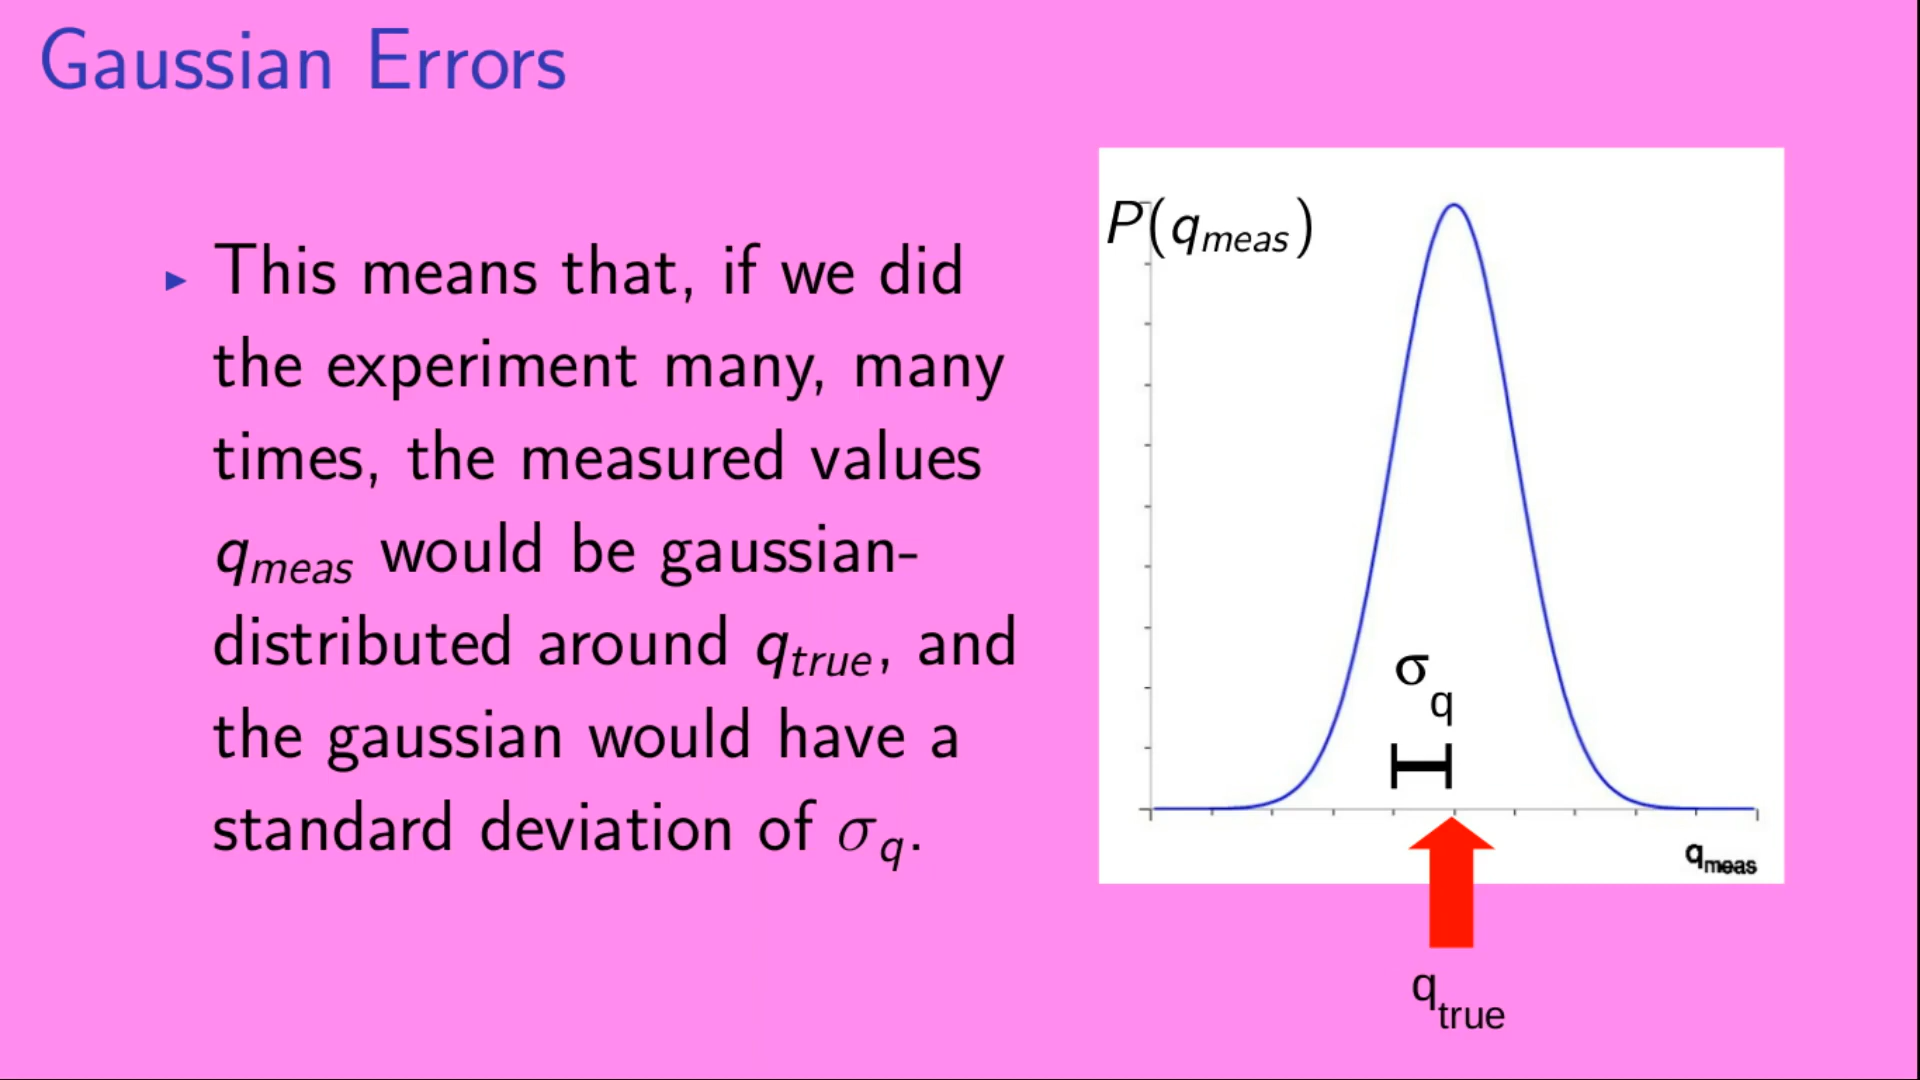 Gaussian Errors
▶ This means that, if we did
the experiment many, many
times, the measured values
q_meas would be gaussian-
distributed around q_true, and
the gaussian would have a
standard deviation of σ_q.
P(q_meas)
σ_q
q_meas
q_true